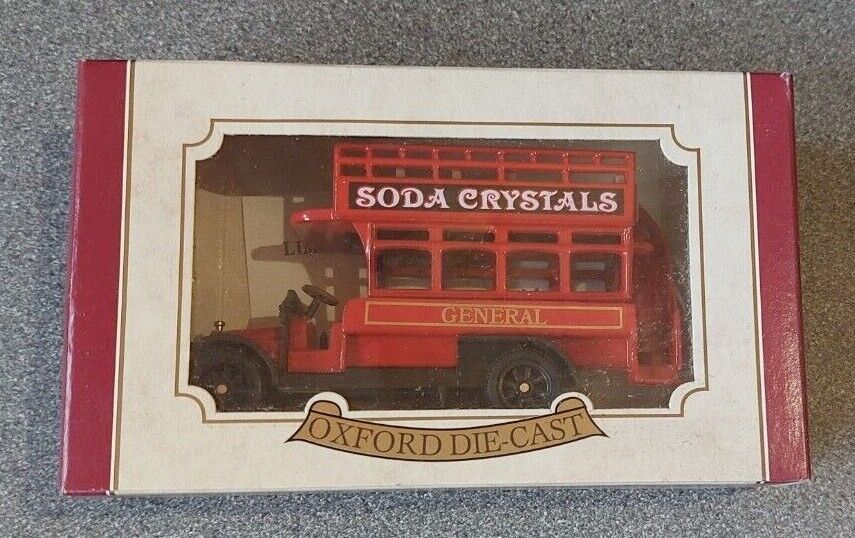 SODA CRYSTALS
GENERAL
OXFORD DIE-CAST